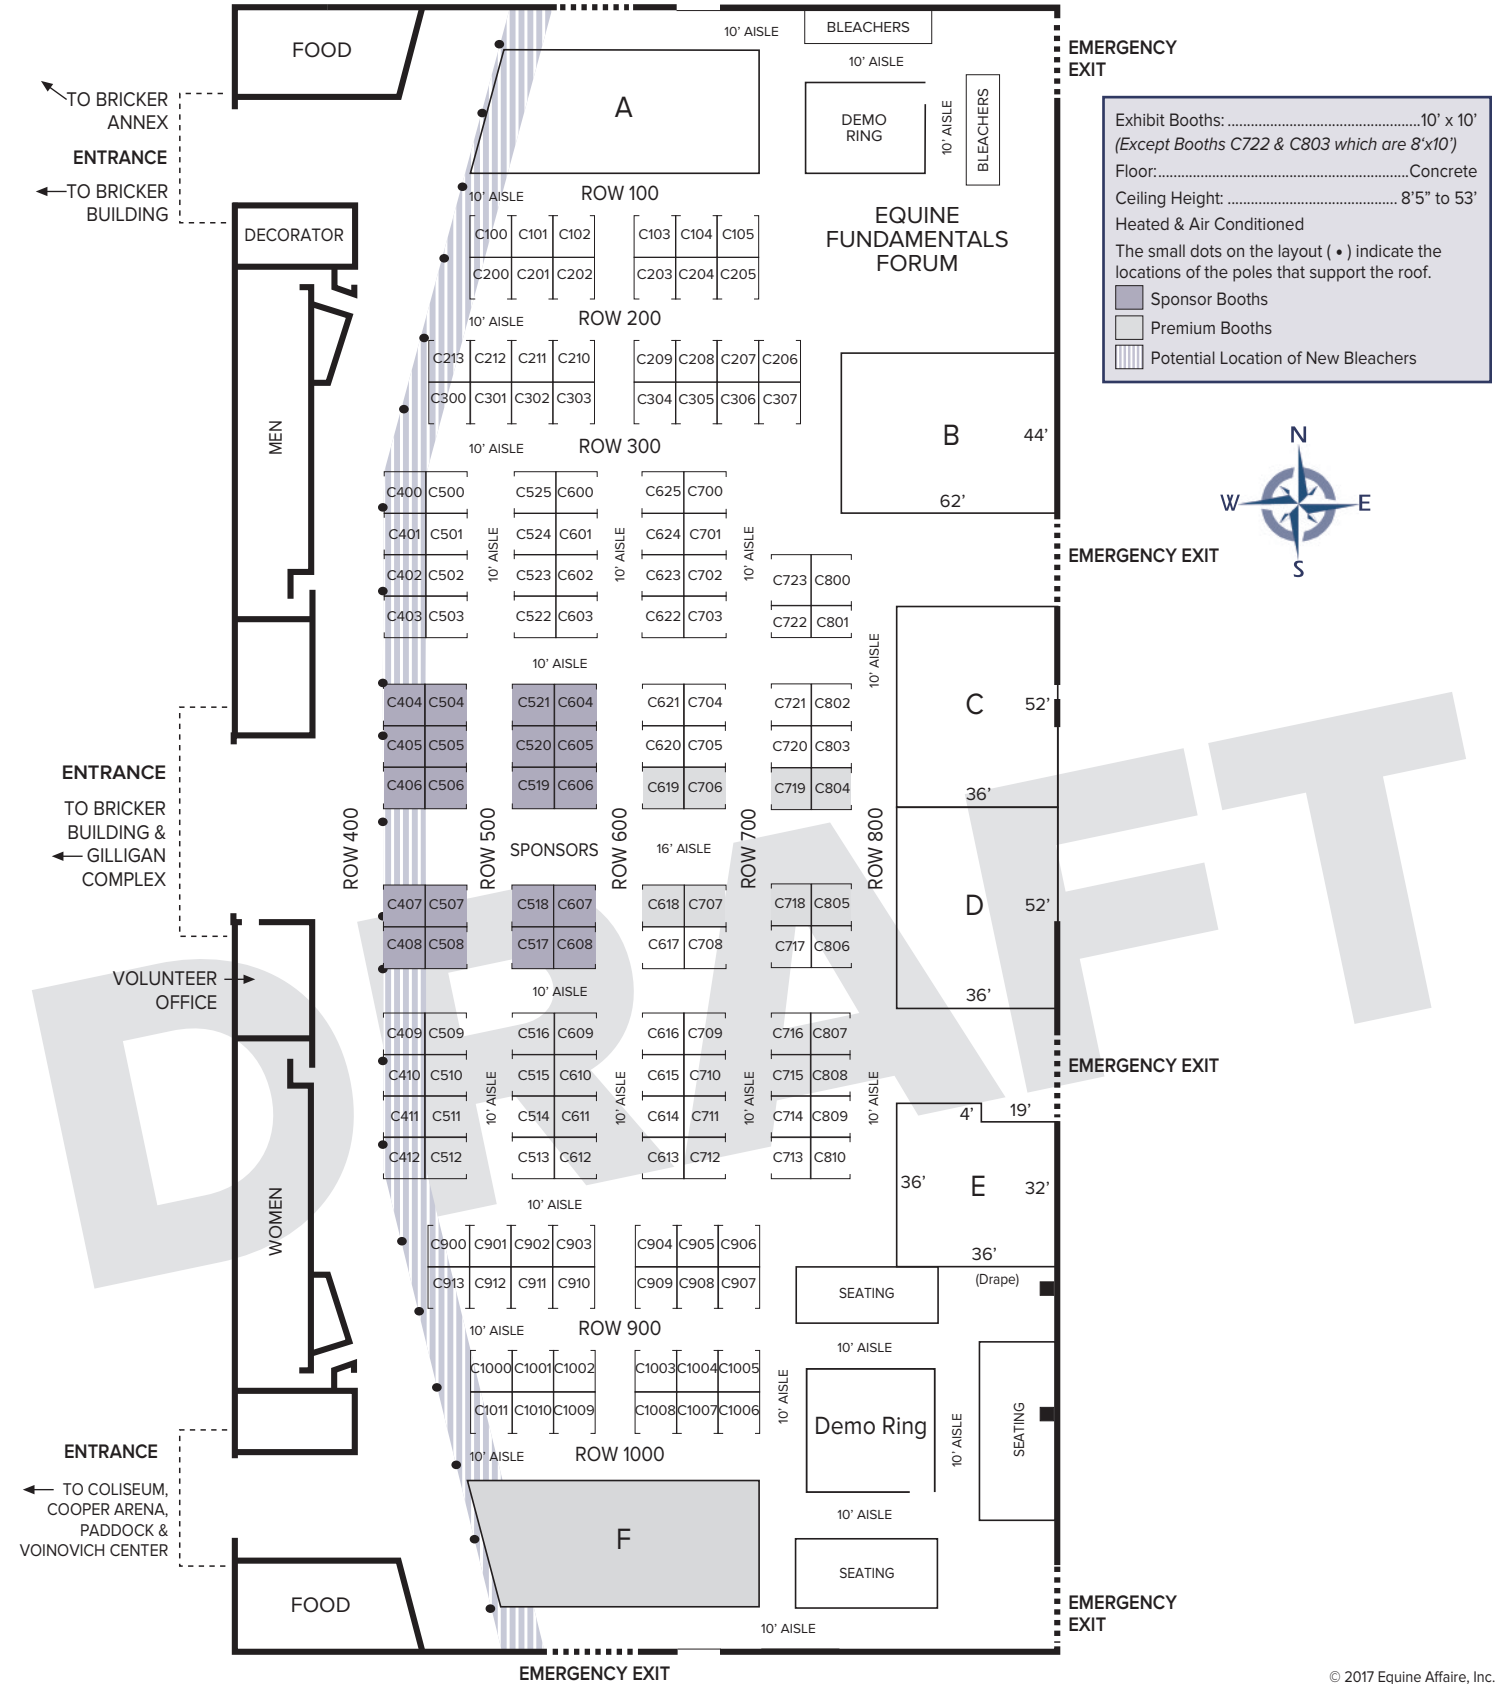 FOOD
10' AISLE
BLEACHERS
10' AISLE
EMERGENCY
EXIT
A
DEMO
RING
10' AISLE
BLEACHERS
TO BRICKER
ANNEX
ENTRANCE
TO BRICKER
BUILDING
Exhibit Booths: ..................................................10' x 10'
(Except Booths C722 & C803 which are 8'x10')
Floor:.................................................................Concrete
Ceiling Height: ............................................ 8'5" to 53'
Heated & Air Conditioned
The small dots on the layout ( • ) indicate the
locations of the poles that support the roof.
Sponsor Booths
Premium Booths
Potential Location of New Bleachers
10' AISLE
ROW 100
DECORATOR
C100 C101 C102 C103 C104 C105
C200 C201 C202 C203 C204 C205
EQUINE
FUNDAMENTALS
FORUM
10' AISLE
ROW 200
C213 C212 C211 C210 C209 C208 C207 C206
C300 C301 C302 C303 C304 C305 C306 C307
MEN
10' AISLE
ROW 300
B
44'
62'
N
W
E
S
C400 C500 C525 C600 C625 C700
C401 C501 C524 C601 C624 C701
10' AISLE
10' AISLE
10' AISLE
EMERGENCY EXIT
C402 C502 C523 C602 C623 C702 C723 C800
C403 C503 C522 C603 C622 C703 C722 C801
10' AISLE
10' AISLE
C404 C504 C521 C604 C621 C704 C721 C802
C
52'
C405 C505 C520 C605 C620 C705 C720 C803
C406 C506 C519 C606 C619 C706 C719 C804
36'
ENTRANCE
TO BRICKER
BUILDING &
GILLIGAN
COMPLEX
ROW 400
ROW 500
SPONSORS
ROW 600
16' AISLE
ROW 700
ROW 800
C407 C507 C518 C607 C618 C707 C718 C805
D
52'
C408 C508 C517 C608 C617 C708 C717 C806
VOLUNTEER
OFFICE
10' AISLE
36'
DRAFT
C409 C509 C516 C609 C616 C709 C716 C807
C410 C510 C515 C610 C615 C710 C715 C808
10' AISLE
10' AISLE
10' AISLE
10' AISLE
EMERGENCY EXIT
C411 C511 C514 C611 C614 C711 C714 C809
4'
19'
C412 C512 C513 C612 C613 C712 C713 C810
36'
E
32'
36'
(Drape)
WOMEN
10' AISLE
C900 C901 C902 C903 C904 C905 C906
C913 C912 C911 C910 C909 C908 C907
SEATING
10' AISLE
ROW 900
10' AISLE
C1000 C1001 C1002 C1003 C1004 C1005
C1011 C1010 C1009 C1008 C1007 C1006
10' AISLE
Demo Ring
10' AISLE
SEATING
ENTRANCE
TO COLISEUM,
COOPER ARENA,
PADDOCK &
VOINOVICH CENTER
10' AISLE
ROW 1000
10' AISLE
F
SEATING
FOOD
EMERGENCY
EXIT
10' AISLE
EMERGENCY EXIT
© 2017 Equine Affaire, Inc.